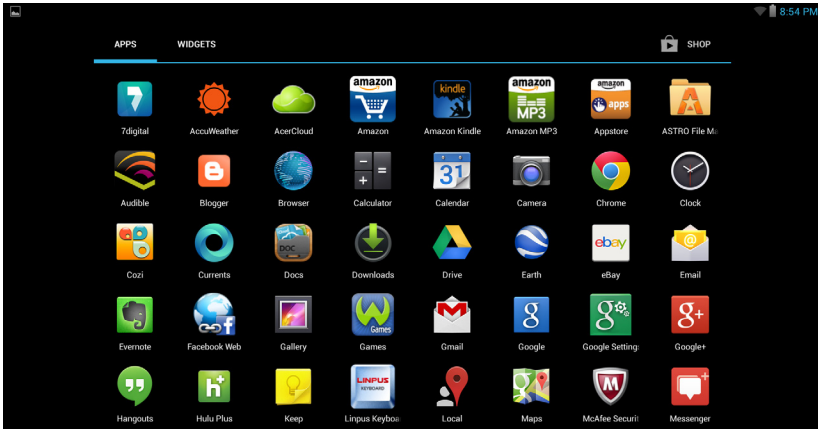 8:54 PM
APPS WIDGETS SHOP
7
amazon kindle amazon MP3 amazon apps
7digital AccuWeather AcerCloud Amazon Amazon Kindle Amazon MP3 Appstore ASTRO File Ma
31
Audible Blogger Browser Calculator Calendar Camera Chrome Clock
DOC ebay
Cozi Currents Docs Downloads Drive Earth eBay Email
Games
Evernote Facebook Web Gallery Games Gmail Google Google Settings Google+
LINPUS
KEYBOARD
Hangouts Hulu Plus Keep Linpus Keyboa Local Maps McAfee Securit Messenger